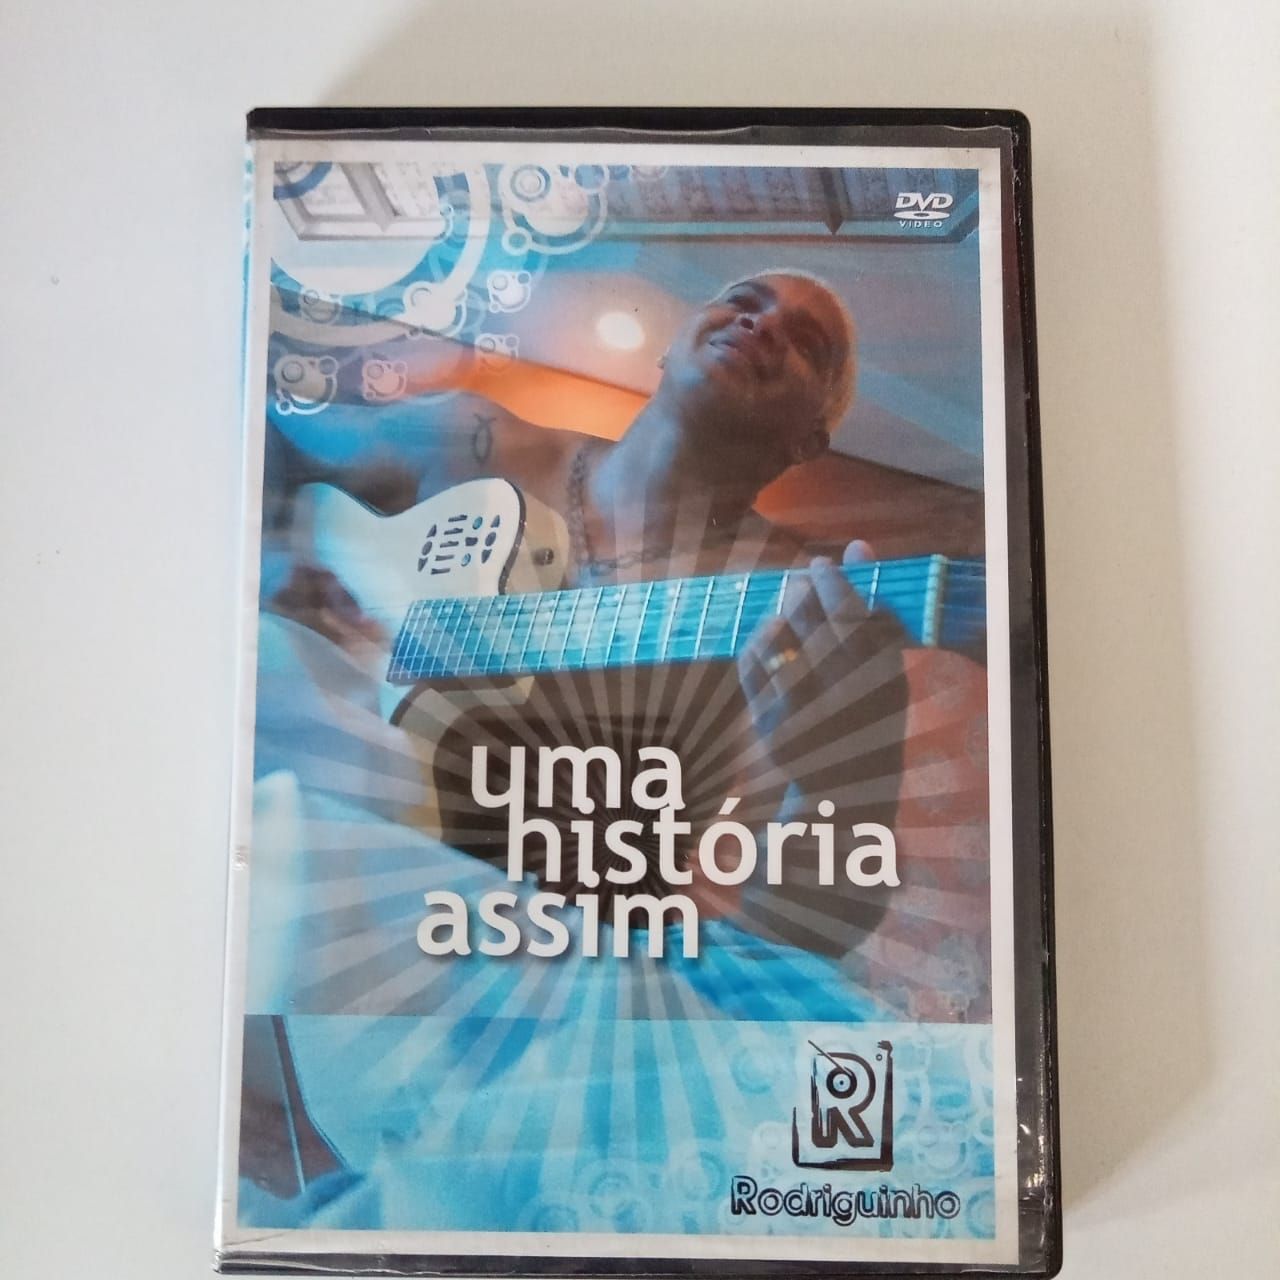 DVD
VIDEO
uma
história
assim
R
Rodriguinho